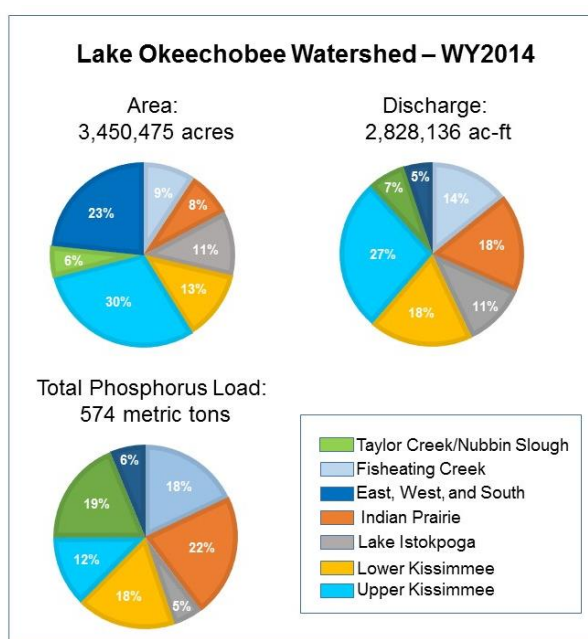 Lake Okeechobee Watershed – WY2014
Area:
3,450,475 acres
9%
8%
11%
13%
30%
6%
23%
Discharge:
2,828,136 ac-ft
14%
18%
11%
18%
27%
7%
5%
Total Phosphorus Load:
574 metric tons
18%
22%
5%
18%
12%
19%
6%
Taylor Creek/Nubbin Slough
Fisheating Creek
East, West, and South
Indian Prairie
Lake Istokpoga
Lower Kissimmee
Upper Kissimmee